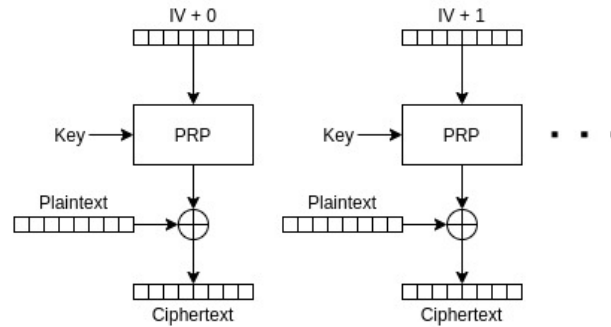 IV + 0
IV + 1
Key
PRP
Key
PRP
Plaintext
Plaintext
Ciphertext
Ciphertext